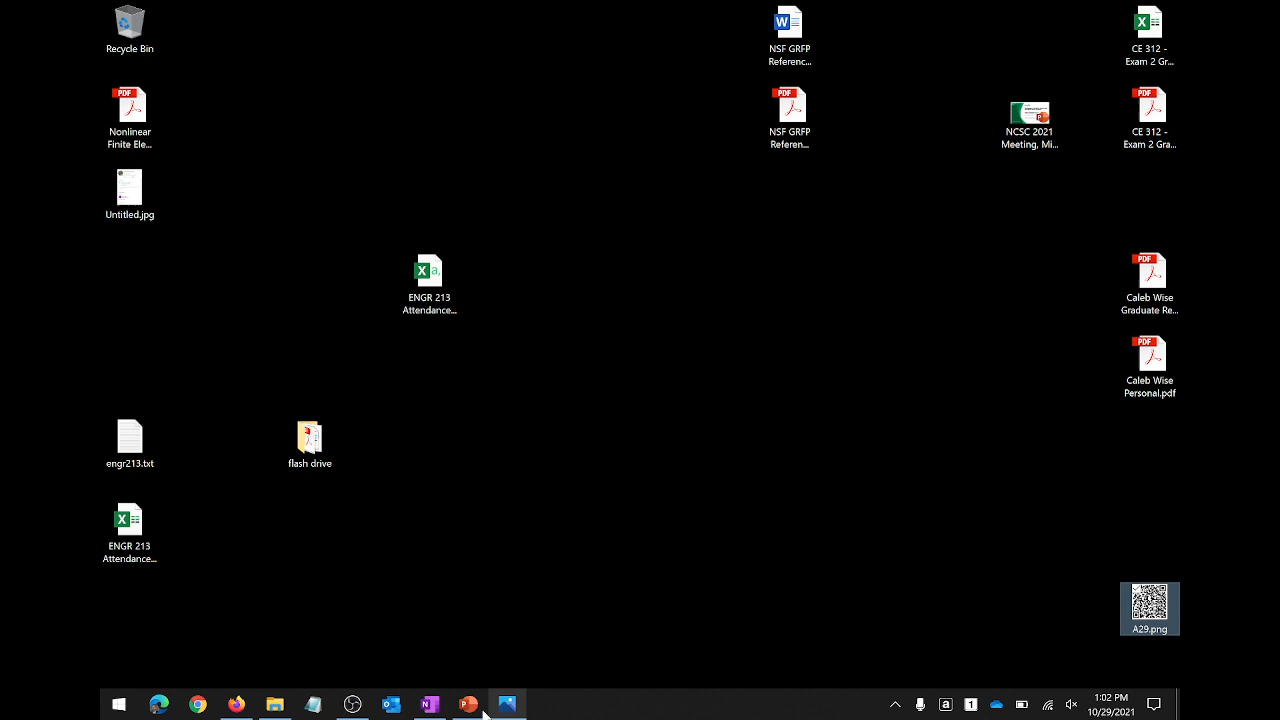 Recycle Bin
Nonlinear
Finite Ele...
Untitled.jpg
engr213.txt
ENGR 213
Attendance...
flash drive
ENGR 213
Attendance...
NSF GRFP
Referenc...
NSF GRFP
Referen...
NCSC 2021
Meeting, Mi...
CE 312 -
Exam 2 Gr...
CE 312 -
Exam 2 Gra...
Caleb Wise
Graduate Re...
Caleb Wise
Personal.pdf
A29.png
1:02 PM
10/29/2021